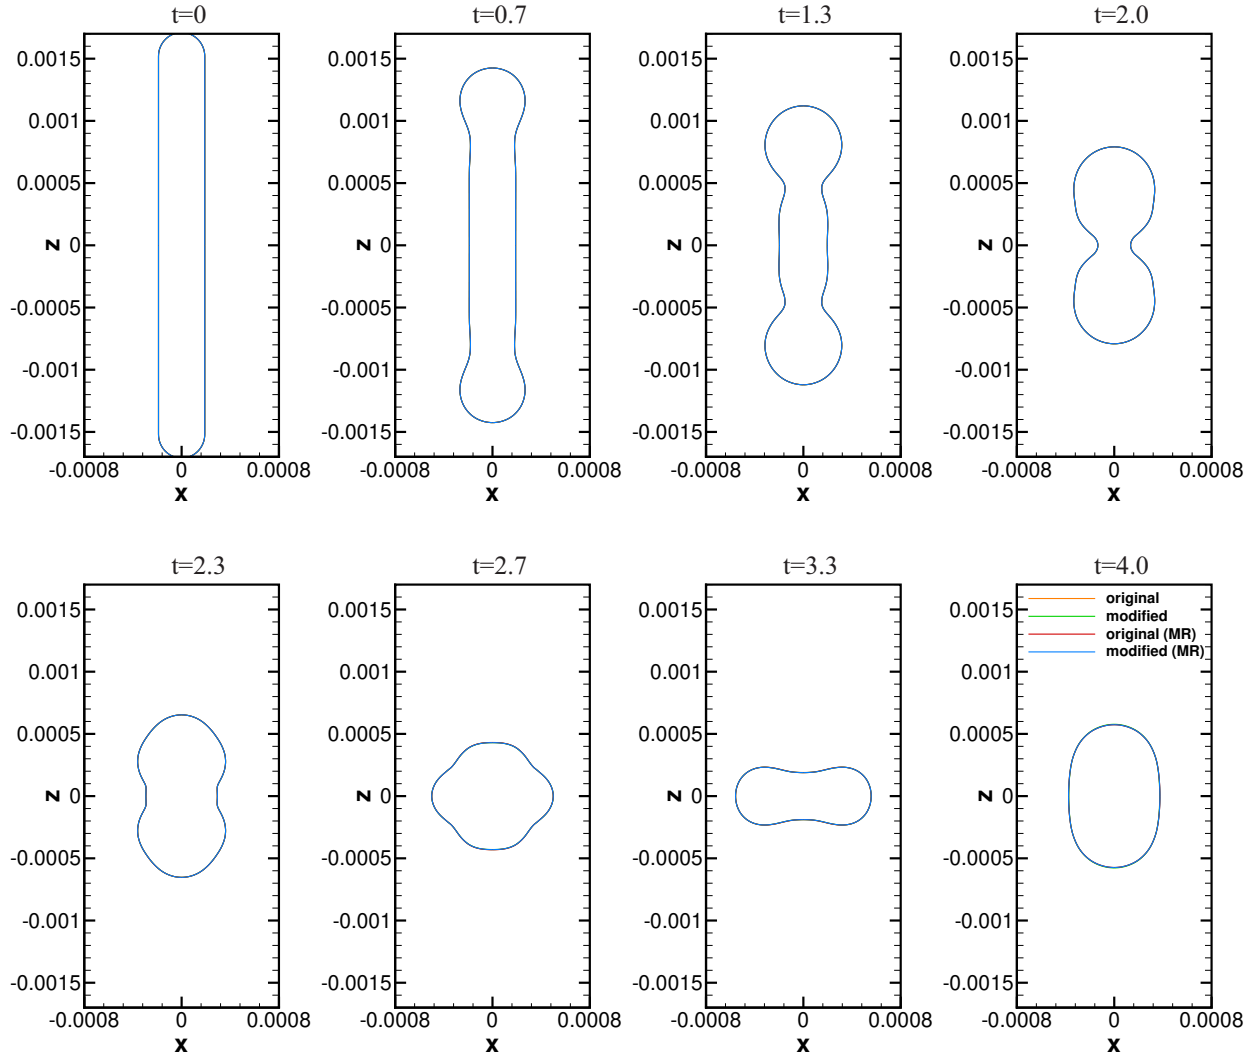 t=0 t=0.7 t=1.3 t=2.0
0.0015 0.0015 0.0015 0.0015
0.001 0.001 0.001 0.001
0.0005 0.0005 0.0005 0.0005
z 0 z 0 z 0 z 0
-0.0005 -0.0005 -0.0005 -0.0005
-0.001 -0.001 -0.001 -0.001
-0.0015 -0.0015 -0.0015 -0.0015
-0.0008 0 0.0008 -0.0008 0 0.0008 -0.0008 0 0.0008 -0.0008 0 0.0008
x x x x
t=2.3 t=2.7 t=3.3 t=4.0
original
0.0015 0.0015 0.0015 0.0015
modified
original (MR)
modified (MR)
0.001 0.001 0.001 0.001
0.0005 0.0005 0.0005 0.0005
z 0 z 0 z 0 z 0
-0.0005 -0.0005 -0.0005 -0.0005
-0.001 -0.001 -0.001 -0.001
-0.0015 -0.0015 -0.0015 -0.0015
-0.0008 0 0.0008 -0.0008 0 0.0008 -0.0008 0 0.0008 -0.0008 0 0.0008
x x x x